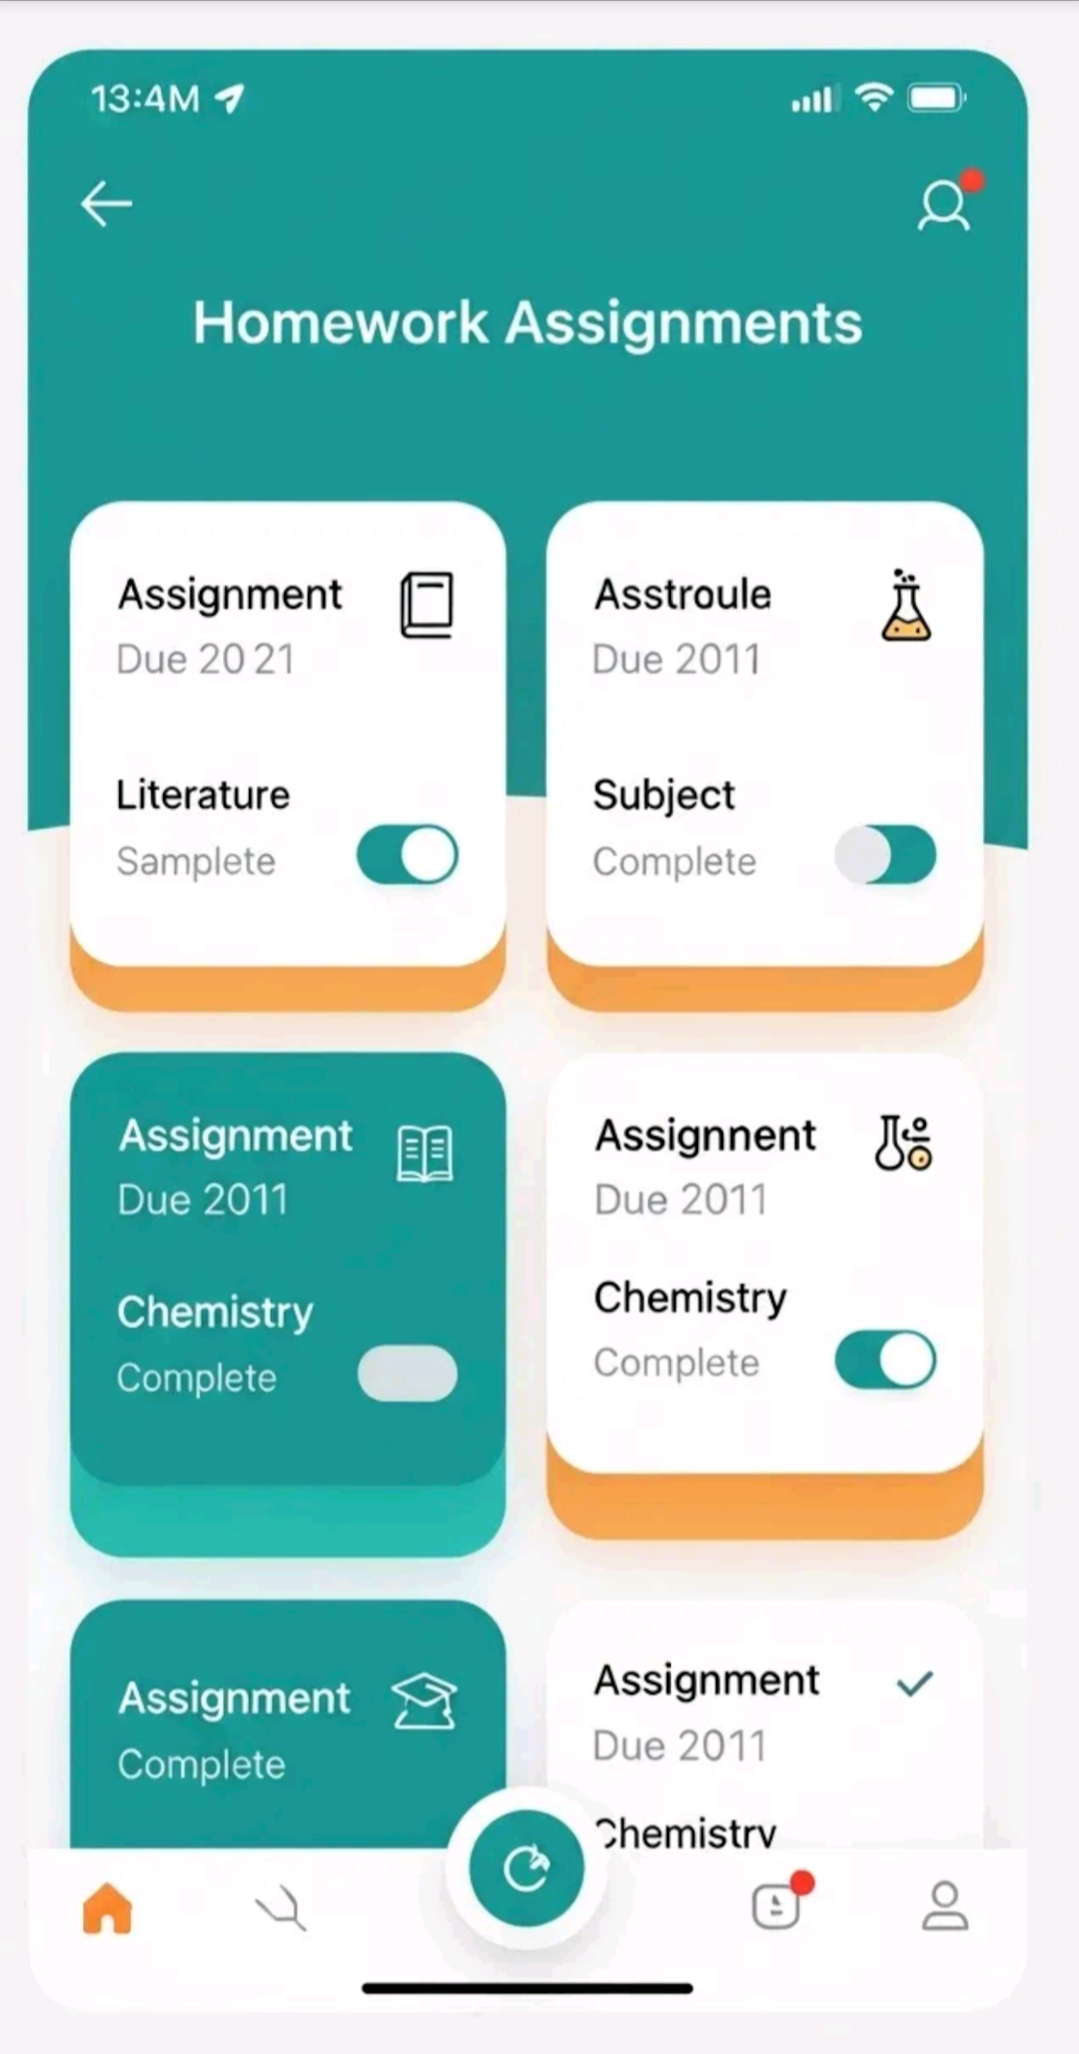 13:4M
Homework Assignments
Assignment
Due 20 21
Literature
Samplete
Asstroule
Due 2011
Subject
Complete
Assignment
Due 2011
Chemistry
Complete
Assignnent
Due 2011
Chemistry
Complete
Assignment
Complete
Assignment
Due 2011
Chemistry